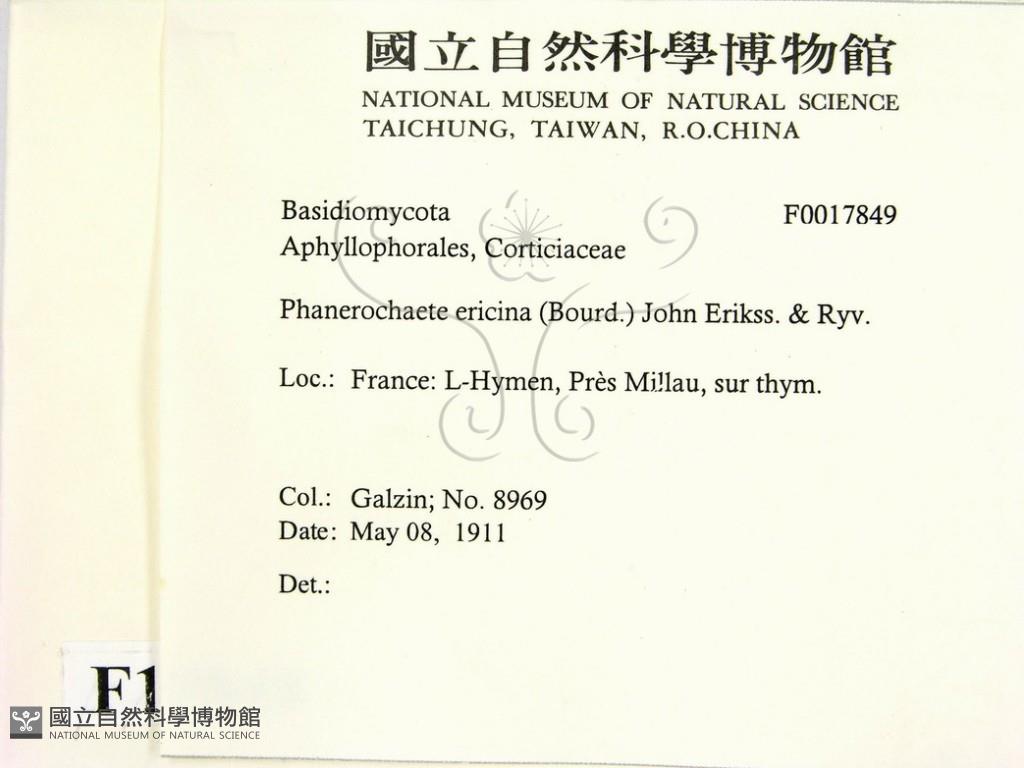 國立自然科學博物館
NATIONAL MUSEUM OF NATURAL SCIENCE
TAICHUNG, TAIWAN, R.O.CHINA
Basidiomycota F0017849
Aphyllophorales, Corticiaceae
Phanerochaete ericina (Bourd.) John Erikss. & Ryv.
Loc.: France: L-Hymen, Près Millau, sur thym.
Col.: Galzin; No. 8969
Date: May 08, 1911
Det.:
F1
國立自然科學博物館
NATIONAL MUSEUM OF NATURAL SCIENCE